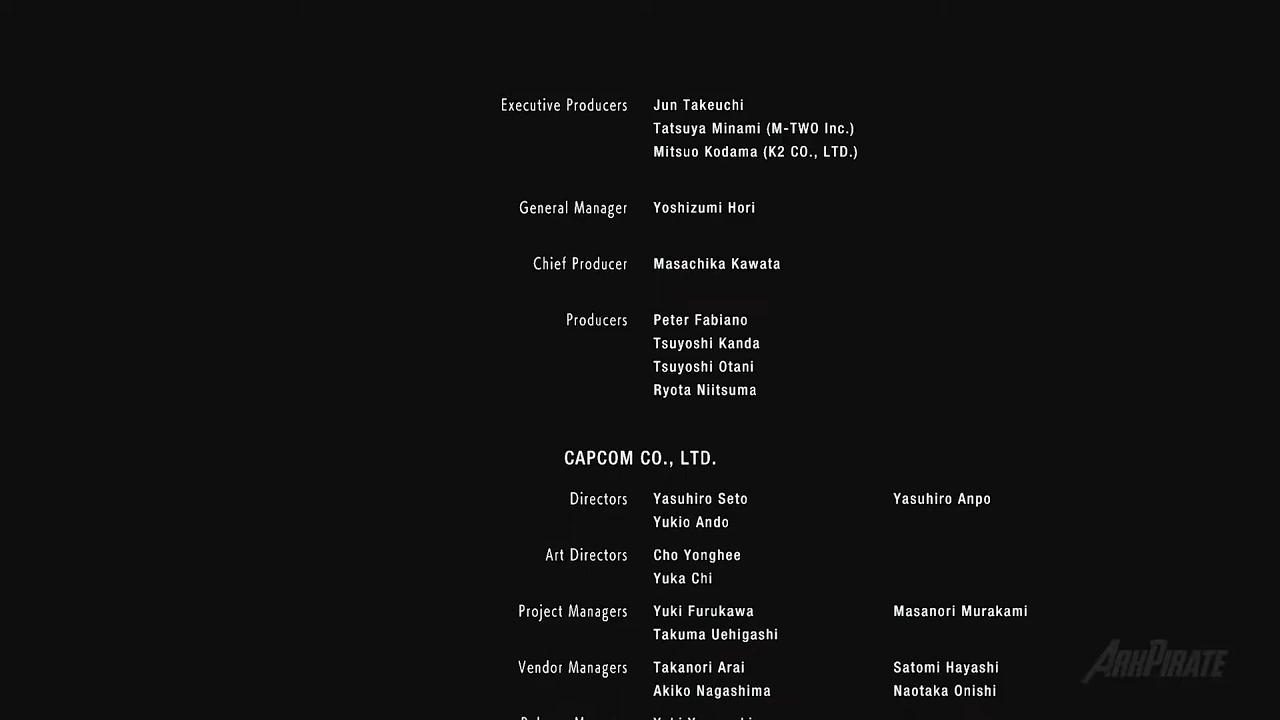 Executive Producers Jun Takeuchi
Tatsuya Minami (M-TWO Inc.)
Mitsuo Kodama (K2 CO., LTD.)
General Manager Yoshizumi Hori
Chief Producer Masachika Kawata
Producers Peter Fabiano
Tsuyoshi Kanda
Tsuyoshi Otani
Ryota Niitsuma
CAPCOM CO., LTD.
Directors Yasuhiro Seto Yasuhiro Anpo
Yukio Ando
Art Directors Cho Yonghee
Yuka Chi
Project Managers Yuki Furukawa Masanori Murakami
Takuma Uehigashi
Vendor Managers Takanori Arai Satomi Hayashi
Akiko Nagashima Naotaka Onishi
ARKPIRATE